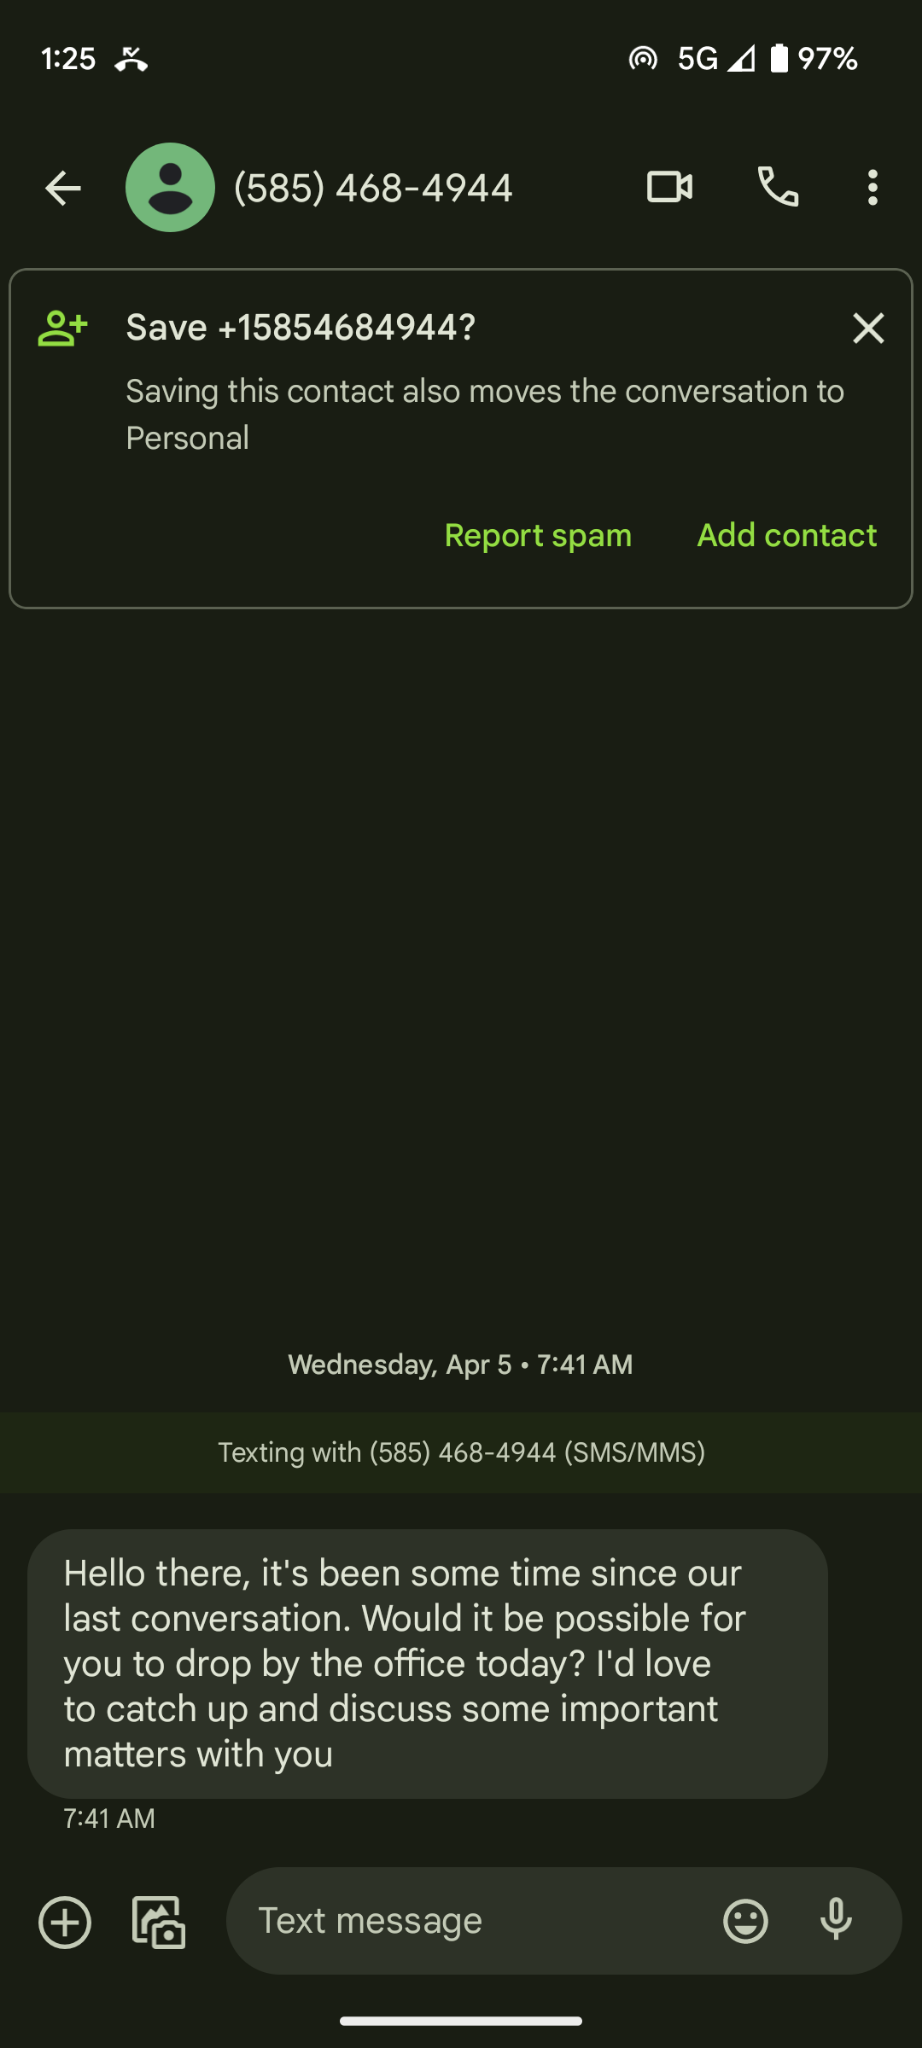 1:25 5G 97%
(585) 468-4944
Save +15854684944?
Saving this contact also moves the conversation to
Personal
Report spam Add contact
Wednesday, Apr 5 • 7:41 AM
Texting with (585) 468-4944 (SMS/MMS)
Hello there, it's been some time since our
last conversation. Would it be possible for
you to drop by the office today? I'd love
to catch up and discuss some important
matters with you
7:41 AM
Text message